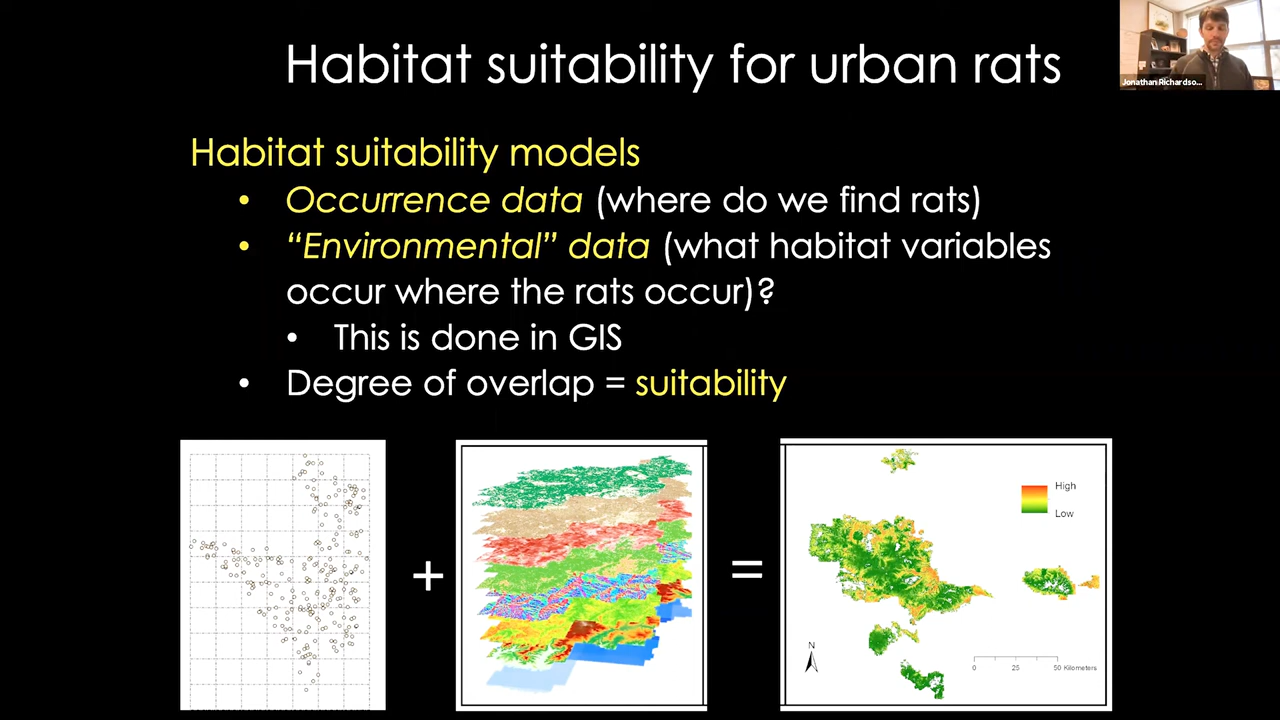 Habitat suitability for urban rats
Jonathan Richardso...
Habitat suitability models
• Occurrence data (where do we find rats)
• “Environmental” data (what habitat variables
occur where the rats occur)?
• This is done in GIS
• Degree of overlap = suitability
+
=
High
Low
N
0 25 50 Kilometers